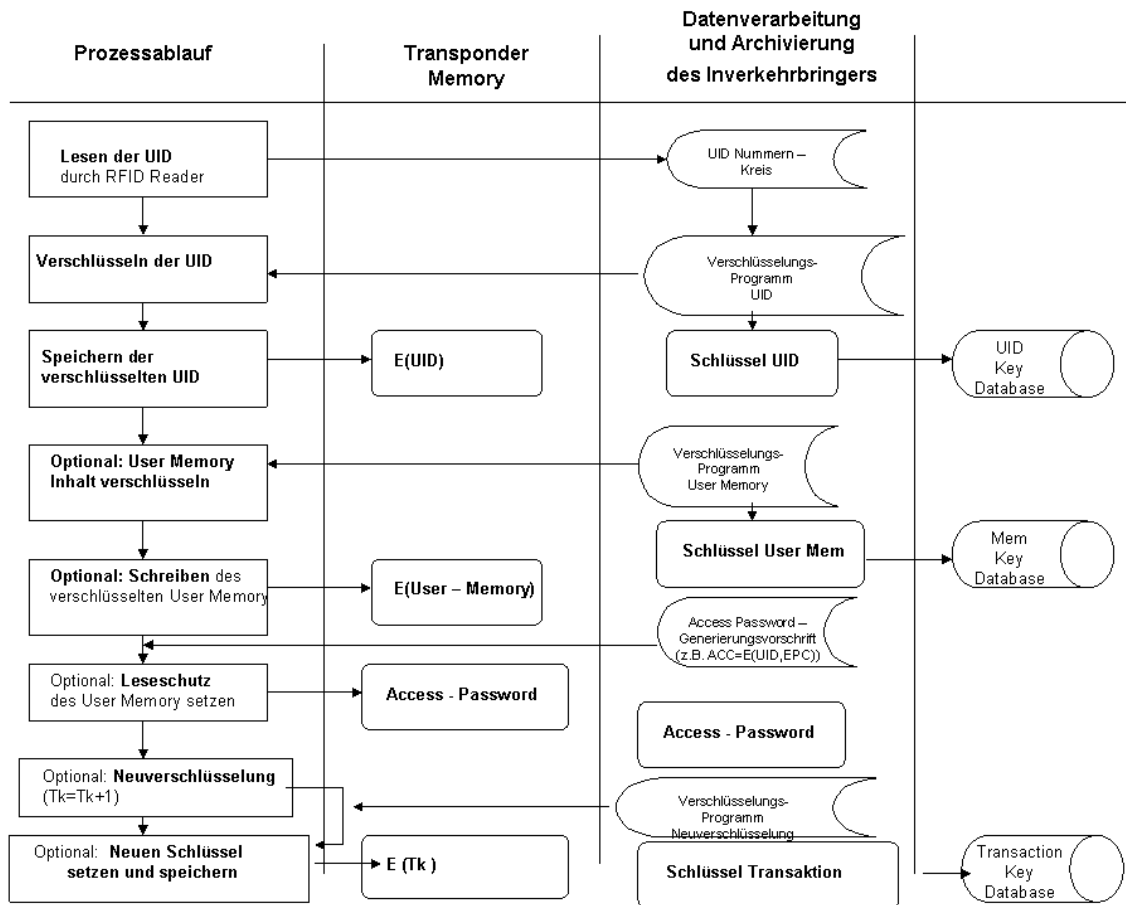 Prozessablauf
Transponder
Memory
Datenverarbeitung
und Archivierung
des Inverkehrbringers
Lesen der UID
durch RFID Reader
UID Nummern –
Kreis
Verschlüsseln der UID
Verschlüsselungs-
Programm
UID
Speichern der
verschlüsselten UID
E(UID)
Schlüssel UID
UID
Key
Database
Optional: User Memory
Inhalt verschlüseln
Verschlüsselungs-
Programm
User Memory
Schlüssel User Mem
Mem
Key
Database
Optional: Schreiben des
verschlüsselten User Memory
E(User – Memory)
Access Password –
Generierungsvorschrift
(z.B. ACC=E(UID,EPC))
Optional: Leseschutz
des User Memory setzen
Access - Password
Access - Password
Optional: Neuverschlüsselung
(Tk=Tk+1)
Verschlüsselungs-
Programm
Neuverschlüsselung
Optional: Neuen Schlüssel
setzen und speichern
E (Tk )
Schlüssel Transaktion
Transaction
Key
Database